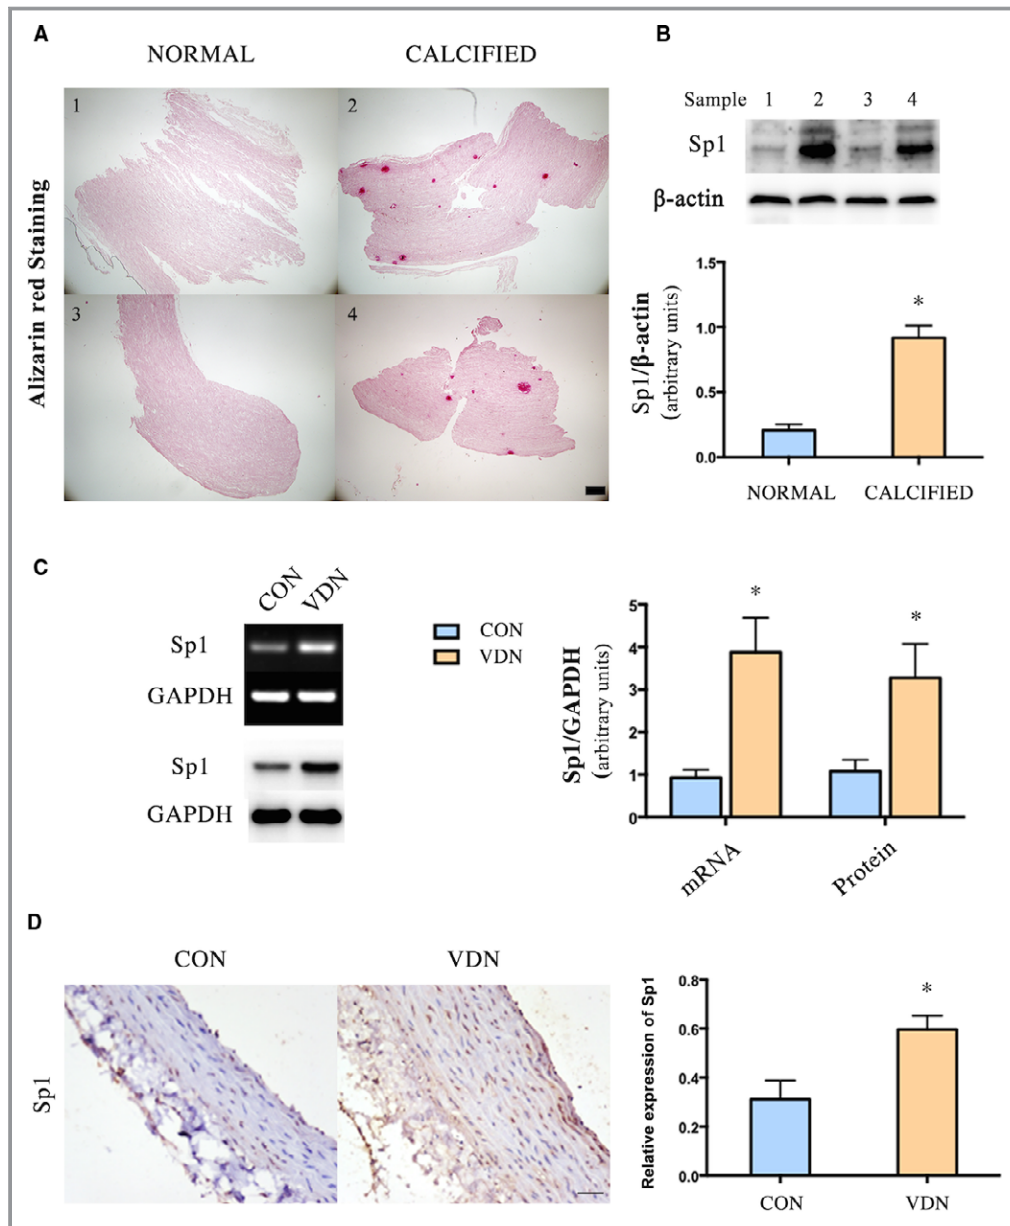 A
NORMAL CALCIFIED
Alizarin red Staining
1 2
3 4
B
Sample 1 2 3 4
Sp1
β-actin
Sp1/β-actin
(arbitrary units)
1.5
1.0
0.5
0.0
*
NORMAL CALCIFIED
C
CON VDN
Sp1
GAPDH
Sp1
GAPDH
CON
VDN
Sp1/GAPDH
(arbitrary units)
5
4
3
2
1
0
* *
mRNA Protein
D
CON VDN
Sp1
Relative expression of Sp1
0.8
0.6
0.4
0.2
0.0
*
CON VDN